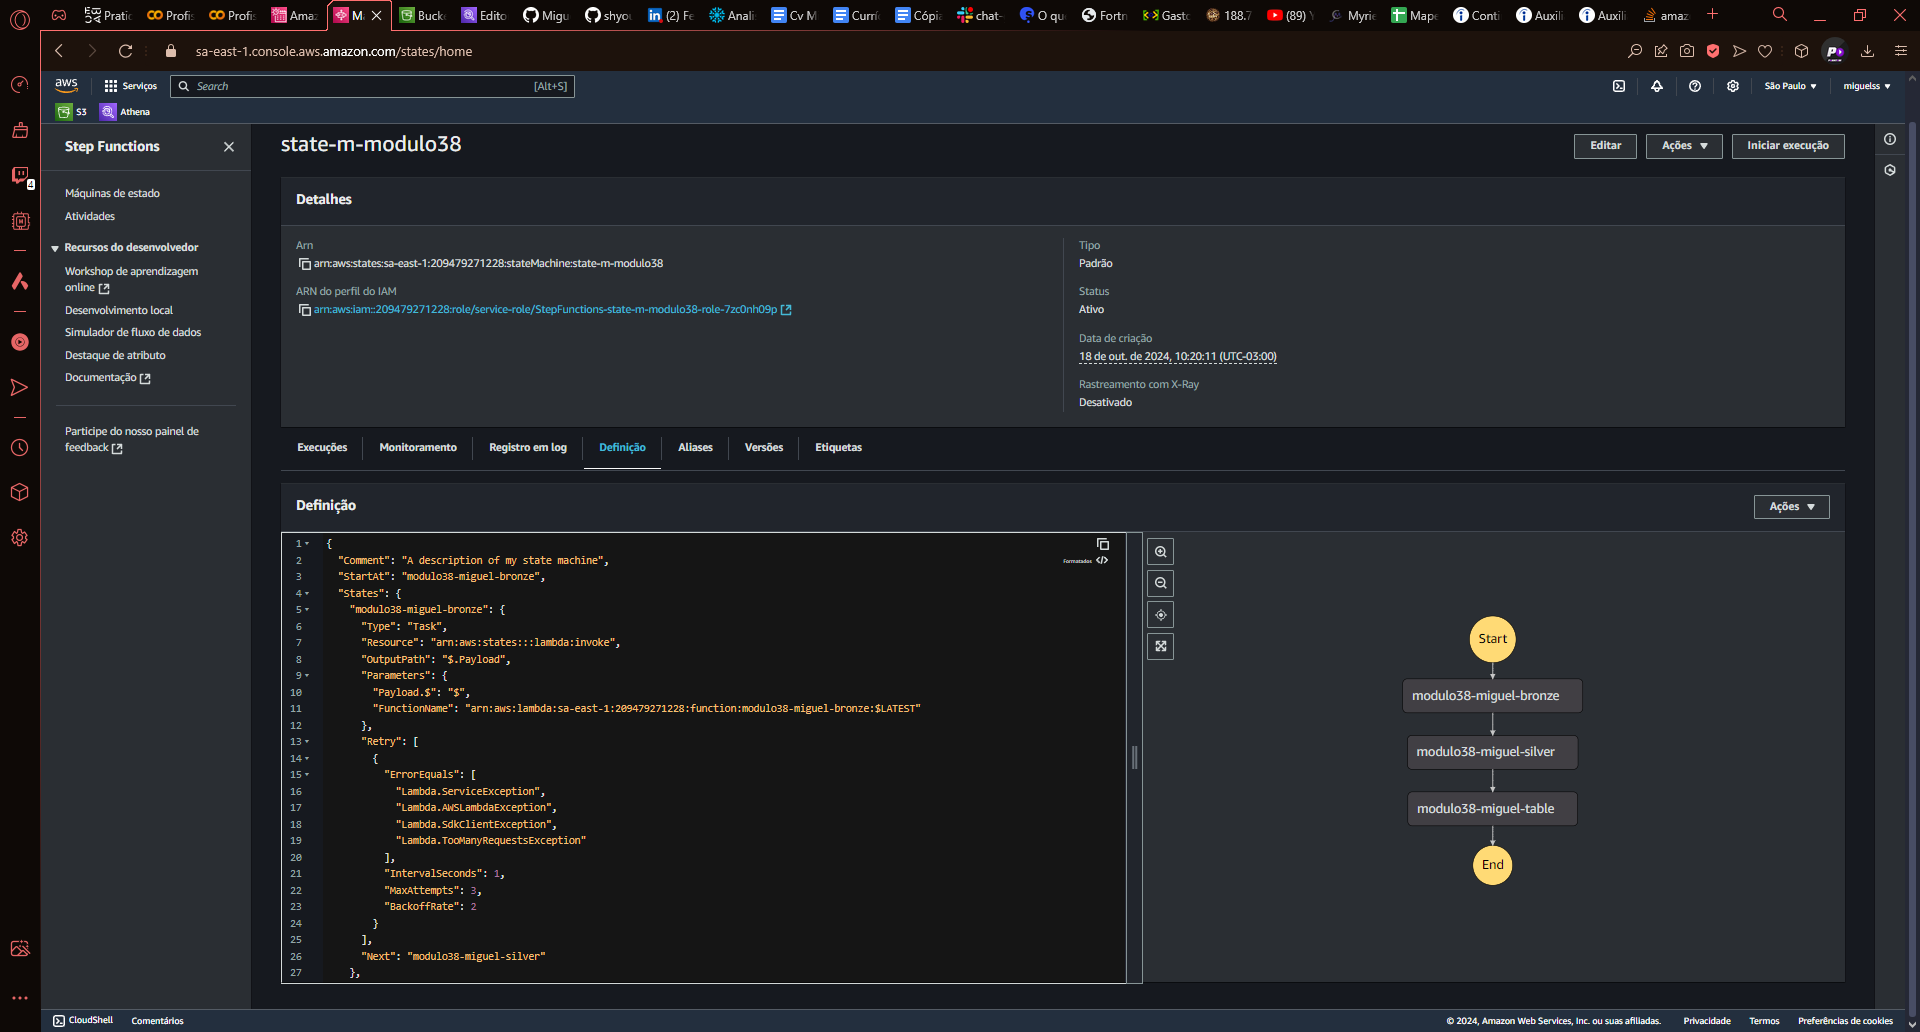 Pratic
Profis
Profis
Amaz
M
Bucke
Edito
Migu
shyou
(2) Fe
Anali
Cv M
Curríc
Cópia
chat-
O que
Fortn
Gasto
188.7
(89) Y
Myrie
Mape
Conti
Auxili
Auxili
amaz
4
sa-east-1.console.aws.amazon.com/states/home
aws
Serviços
Search
[Alt+S]
São Paulo ▼
miguelss ▼
S3
Athena
Step Functions
Máquinas de estado
Atividades
Recursos do desenvolvedor
Workshop de aprendizagem
online
Desenvolvimento local
Simulador de fluxo de dados
Destaque de atributo
Documentação
Participe do nosso painel de
feedback
state-m-modulo38
Editar
Ações ▼
Iniciar execução
Detalhes
Arn
arn:aws:states:sa-east-1:209479271228:stateMachine:state-m-modulo38
ARN do perfil do IAM
arn:aws:iam::209479271228:role/service-role/StepFunctions-state-m-modulo38-role-7zc0nh09p
Tipo
Padrão
Status
Ativo
Data de criação
18 de out. de 2024, 10:20:11 (UTC-03:00)
Rastreamento com X-Ray
Desativado
Execuções
Monitoramento
Registro em log
Definição
Aliases
Versões
Etiquetas
Definição
Ações ▼
Formatados
1 {
2 "Comment": "A description of my state machine",
3 "StartAt": "modulo38-miguel-bronze",
4 "States": {
5 "modulo38-miguel-bronze": {
6 "Type": "Task",
7 "Resource": "arn:aws:states:::lambda:invoke",
8 "OutputPath": "$.Payload",
9 "Parameters": {
10 "Payload.$": "$",
11 "FunctionName": "arn:aws:lambda:sa-east-1:209479271228:function:modulo38-miguel-bronze:$LATEST"
12 },
13 "Retry": [
14 {
15 "ErrorEquals": [
16 "Lambda.ServiceException",
17 "Lambda.AWSLambdaException",
18 "Lambda.SdkClientException",
19 "Lambda.TooManyRequestsException"
20 ],
21 "IntervalSeconds": 1,
22 "MaxAttempts": 3,
23 "BackoffRate": 2
24 }
25 ],
26 "Next": "modulo38-miguel-silver"
27 },
Start
modulo38-miguel-bronze
modulo38-miguel-silver
modulo38-miguel-table
End
CloudShell
Comentários
© 2024, Amazon Web Services, Inc. ou suas afiliadas.
Privacidade
Termos
Preferências de cookies